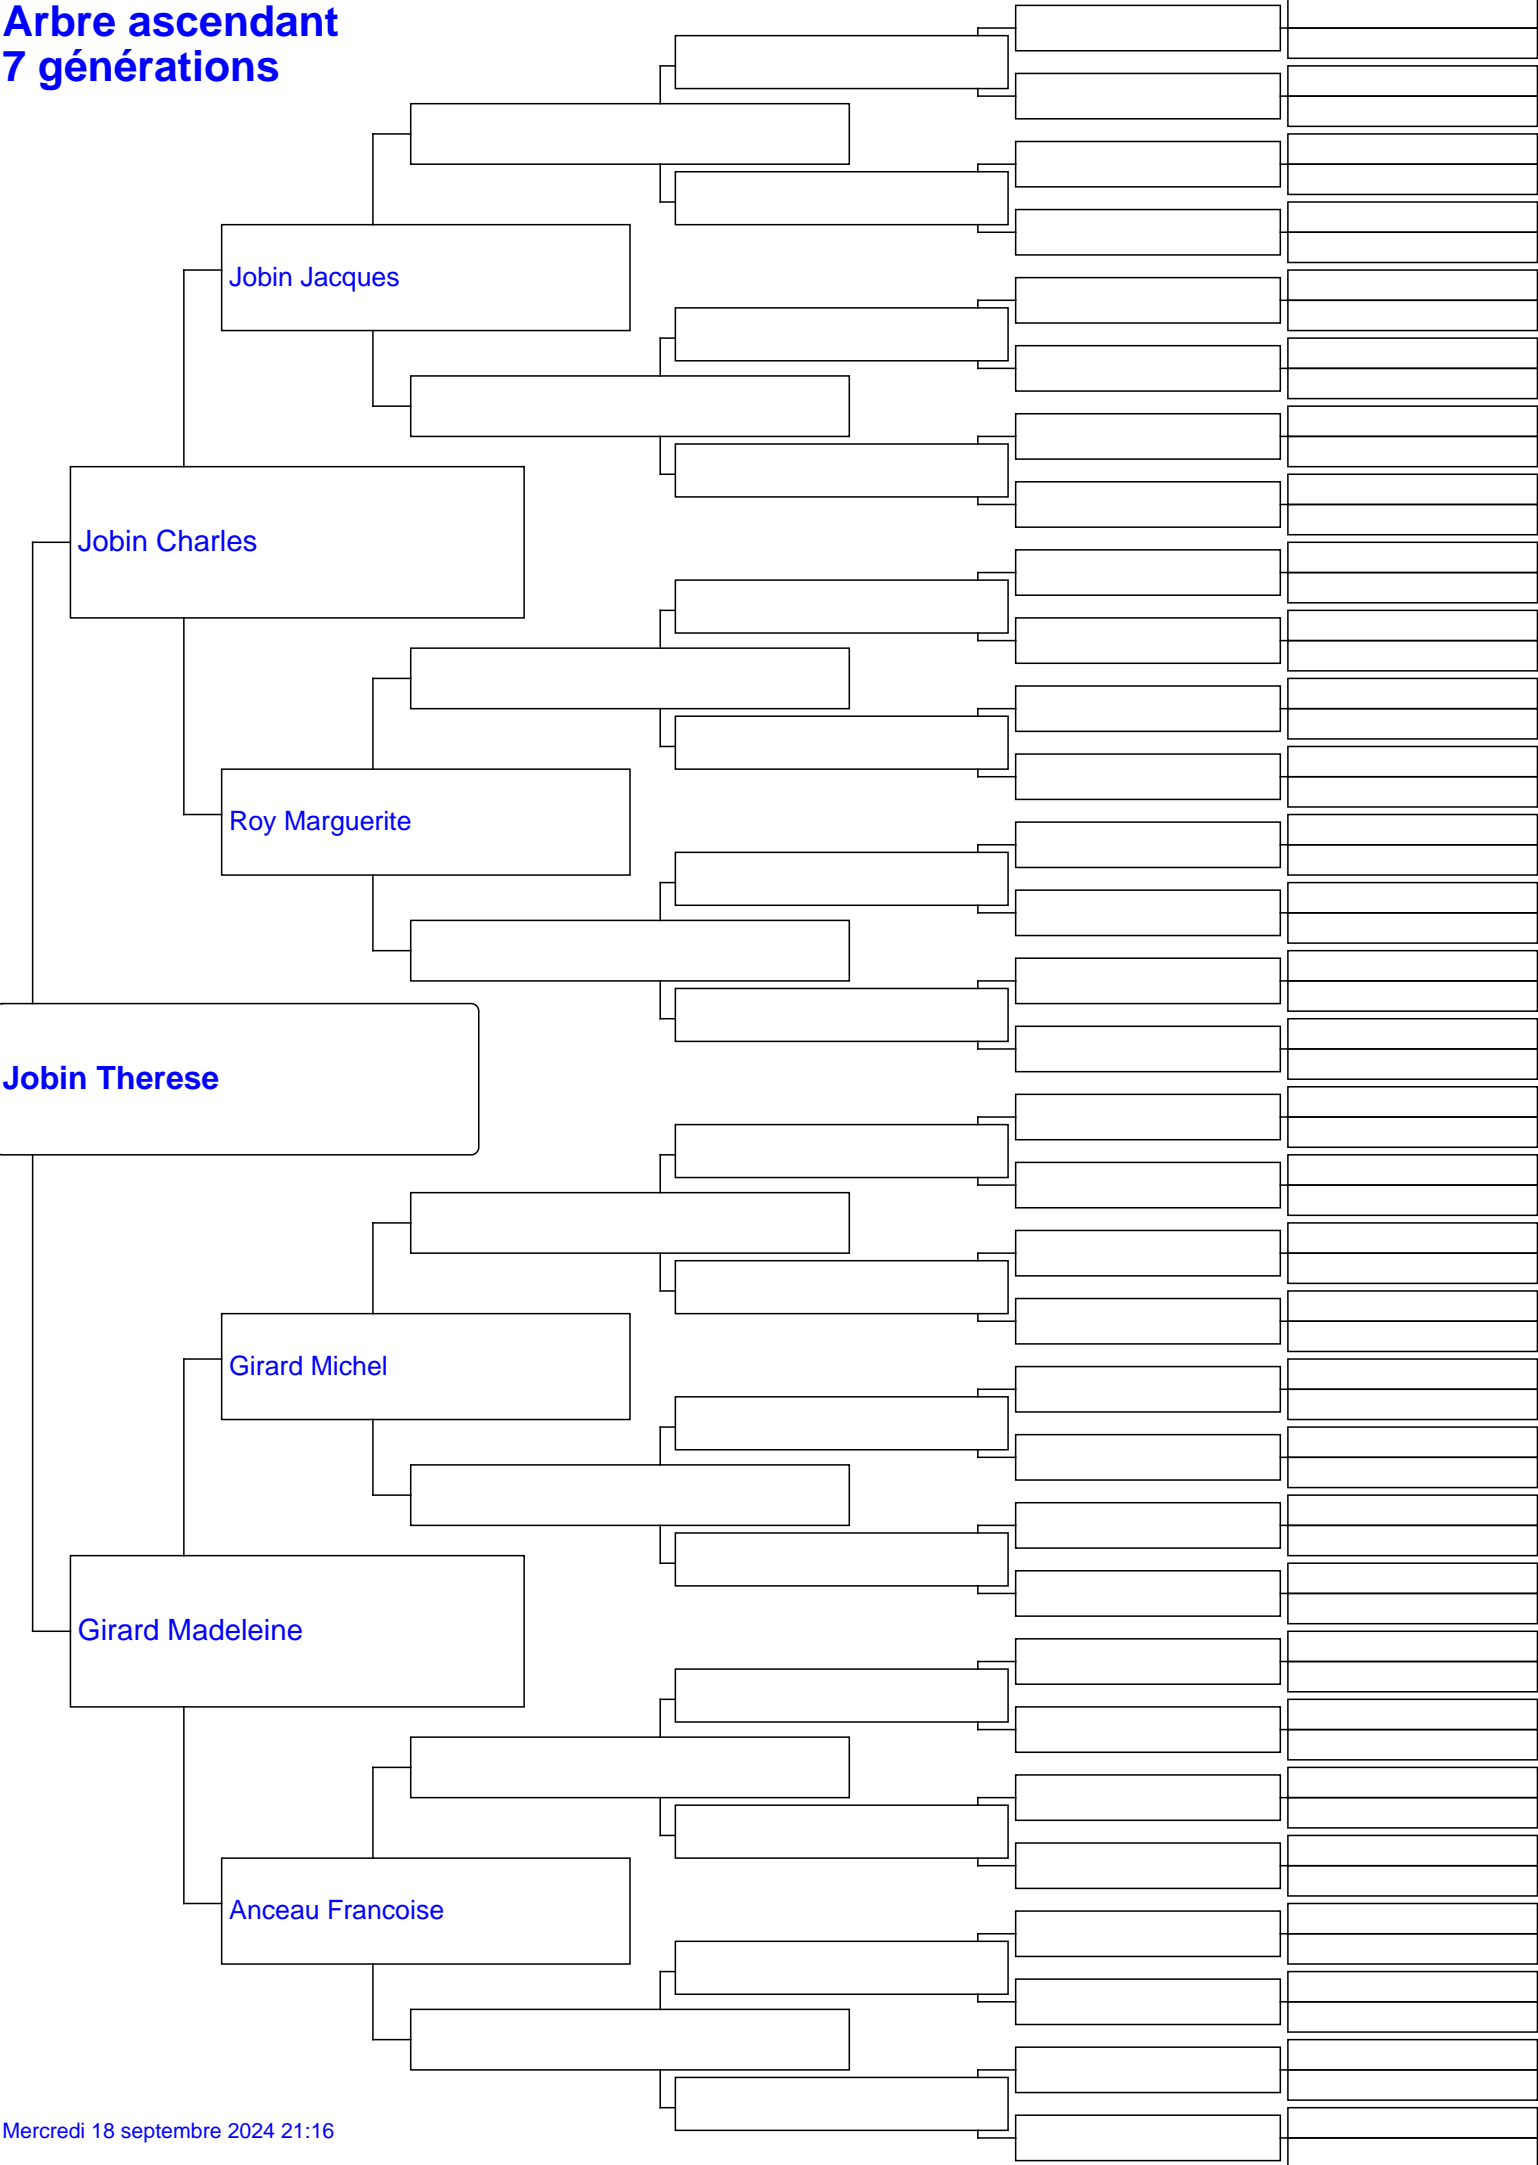 Arbre ascendant
7 générations
Jobin Jacques
Jobin Charles
Roy Marguerite
Jobin Therese
Girard Michel
Girard Madeleine
Anceau Francoise
Mercredi 18 septembre 2024 21:16